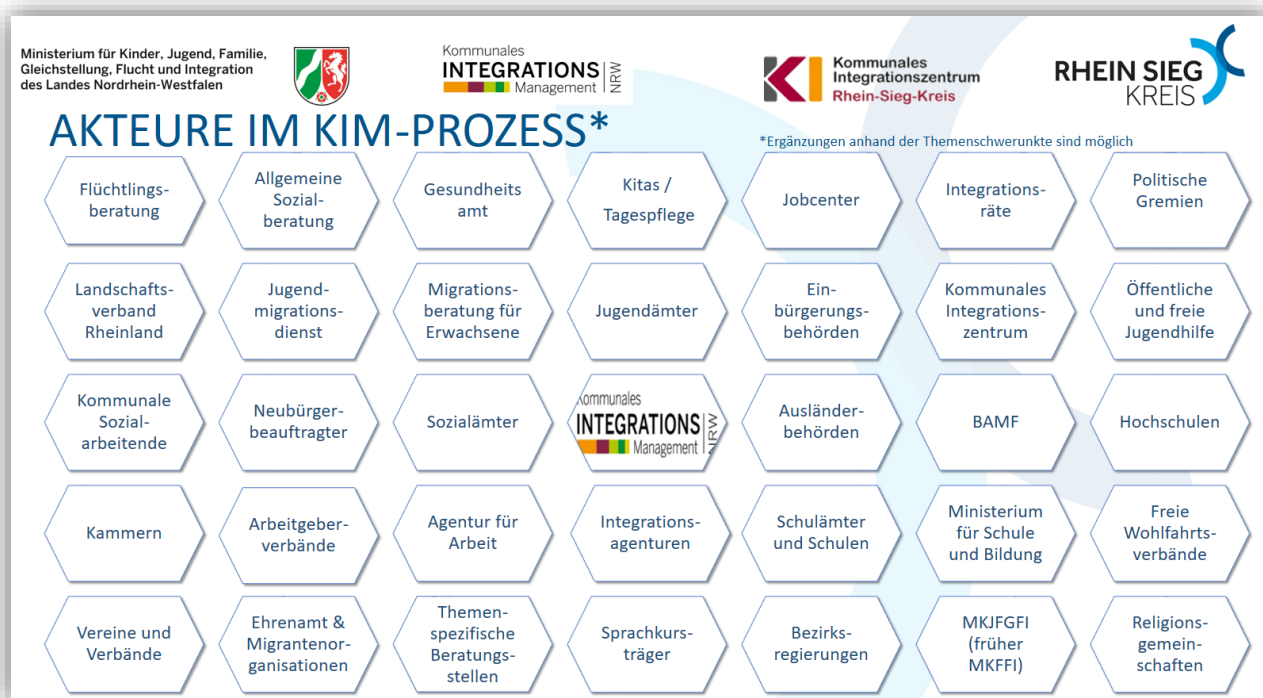 Ministerium für Kinder, Jugend, Familie,
Gleichstellung, Flucht und Integration
des Landes Nordrhein-Westfalen
Kommunales
INTEGRATIONS
Management
NRW
Kommunales
Integrationszentrum
Rhein-Sieg-Kreis
RHEIN SIEG
KREIS
AKTEURE IM KIM-PROZESS*
*Ergänzungen anhand der Themenschwerunkte sind möglich
Flüchtlings-
beratung
Allgemeine
Sozial-
beratung
Gesundheits
amt
Kitas /
Tagespflege
Jobcenter
Integrations-
räte
Politische
Gremien
Landschafts-
verband
Rheinland
Jugend-
migrations-
dienst
Migrations-
beratung für
Erwachsene
Jugendämter
Ein-
bürgerungs-
behörden
Kommunales
Integrations-
zentrum
Öffentliche
und freie
Jugendhilfe
Kommunale
Sozial-
arbeitende
Neubürger-
beauftragter
Sozialämter
Kommunales
INTEGRATIONS
Management
NRW
Ausländer-
behörden
BAMF
Hochschulen
Kammern
Arbeitgeber-
verbände
Agentur für
Arbeit
Integrations-
agenturen
Schulämter
und Schulen
Ministerium
für Schule
und Bildung
Freie
Wohlfahrts-
verbände
Vereine und
Verbände
Ehrenamt &
Migrantenor-
ganisationen
Themen-
spezifische
Beratungs-
stellen
Sprachkurs-
träger
Bezirks-
regierungen
MKJFGFI
(früher
MKFFI)
Religions-
gemein-
schaften